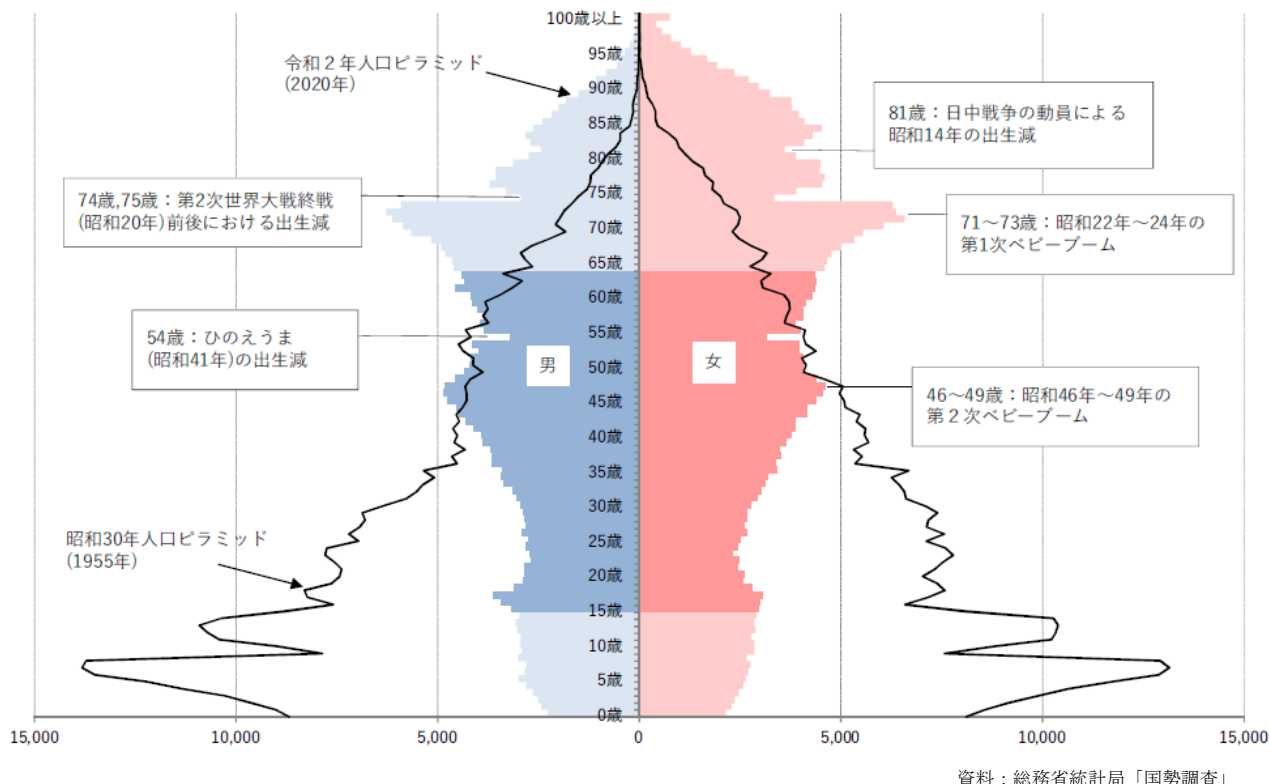 100歳以上
95歳
90歳
85歳
80歳
75歳
70歳
65歳
60歳
55歳
50歳
45歳
40歳
35歳
30歳
25歳
20歳
15歳
10歳
5歳
0歳
令和２年人口ピラミッド
(2020年)
81歳：日中戦争の動員による
昭和14年の出生減
74歳,75歳：第2次世界大戦終戦
(昭和20年)前後における出生減
71～73歳：昭和22年～24年の
第1次ベビーブーム
54歳：ひのえうま
(昭和41年)の出生減
男
女
46～49歳：昭和46年～49年の
第２次ベビーブーム
昭和30年人口ピラミッド
(1955年)
15,000 10,000 5,000 0 5,000 10,000 15,000
資料：総務省統計局「国勢調査」